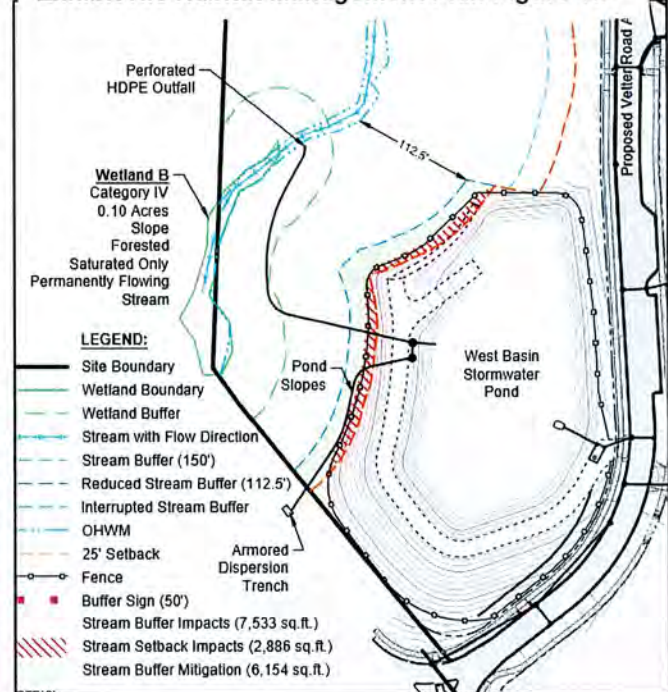 Perforated
HDPE Outfall
Wetland B
Category IV
0.10 Acres
Slope
Forested
Saturated Only
Permanently Flowing
Stream
112.5'
Proposed Vetter Road A
LEGEND:
Site Boundary
Wetland Boundary
Wetland Buffer
Stream with Flow Direction
Stream Buffer (150')
Reduced Stream Buffer (112.5')
Interrupted Stream Buffer
OHWM
25' Setback
Fence
Buffer Sign (50')
Stream Buffer Impacts (7,533 sq.ft.)
Stream Setback Impacts (2,886 sq.ft.)
Stream Buffer Mitigation (6,154 sq.ft.)
Pond
Slopes
West Basin
Stormwater
Pond
Armored
Dispersion
Trench